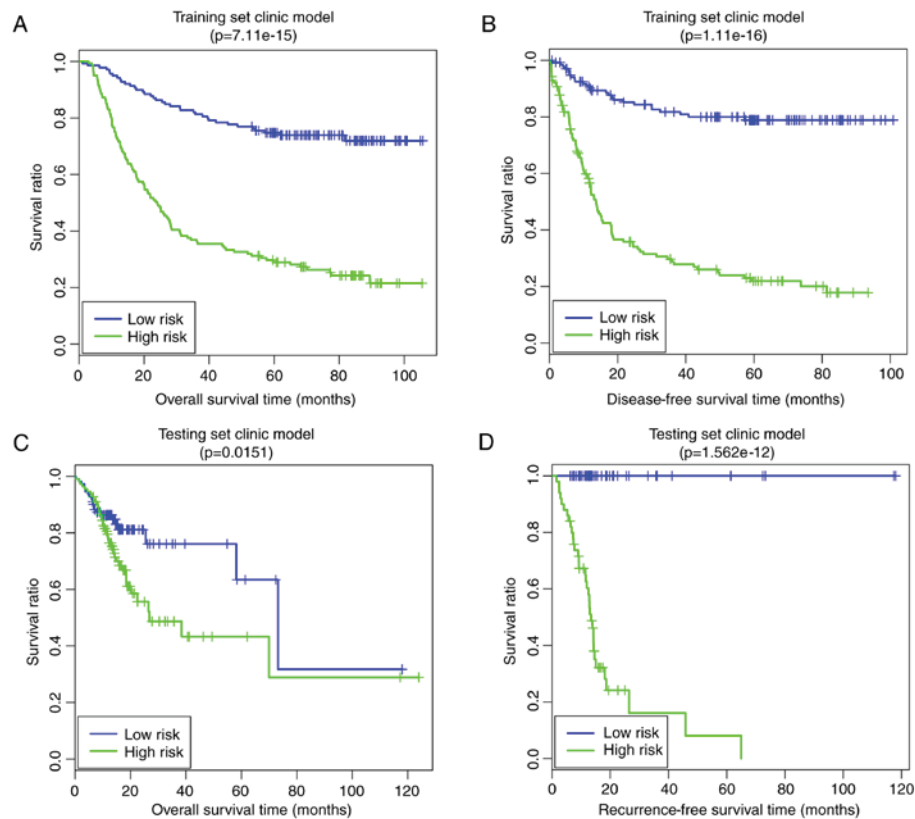 A
Training set clinic model
(p=7.11e-15)
Survival ratio
1.0
0.8
0.6
0.4
0.2
0.0
Low risk
High risk
0 20 40 60 80 100
Overall survival time (months)
B
Training set clinic model
(p=1.11e-16)
Survival ratio
1.0
0.8
0.6
0.4
0.2
0.0
Low risk
High risk
0 20 40 60 80 100
Disease-free survival time (months)
C
Testing set clinic model
(p=0.0151)
Survival ratio
1.0
0.8
0.6
0.4
0.2
0.0
Low risk
High risk
0 20 40 60 80 100 120
Overall survival time (months)
D
Testing set clinic model
(p=1.562e-12)
Survival ratio
1.0
0.8
0.6
0.4
0.2
0.0
Low risk
High risk
0 20 40 60 80 100 120
Recurrence-free survival time (months)